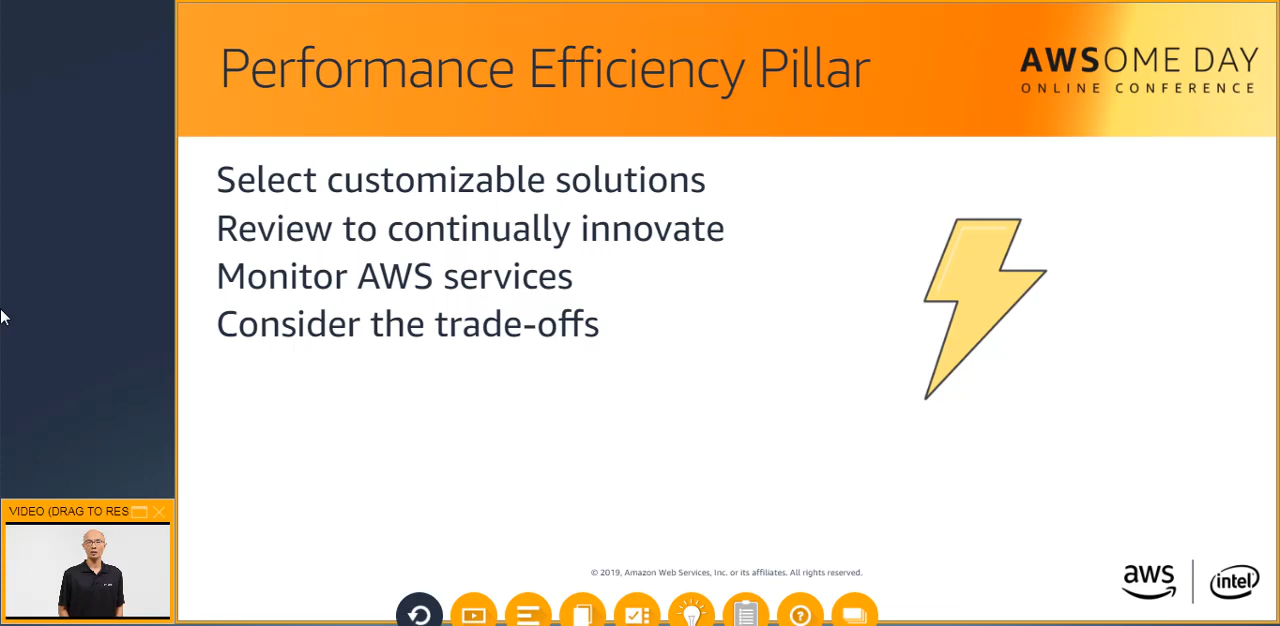 Performance Efficiency Pillar
AWSOME DAY
ONLINE CONFERENCE
Select customizable solutions
Review to continually innovate
Monitor AWS services
Consider the trade-offs
VIDEO (DRAG TO RES
© 2019, Amazon Web Services, Inc. or its affiliates. All rights reserved.
aws
intel